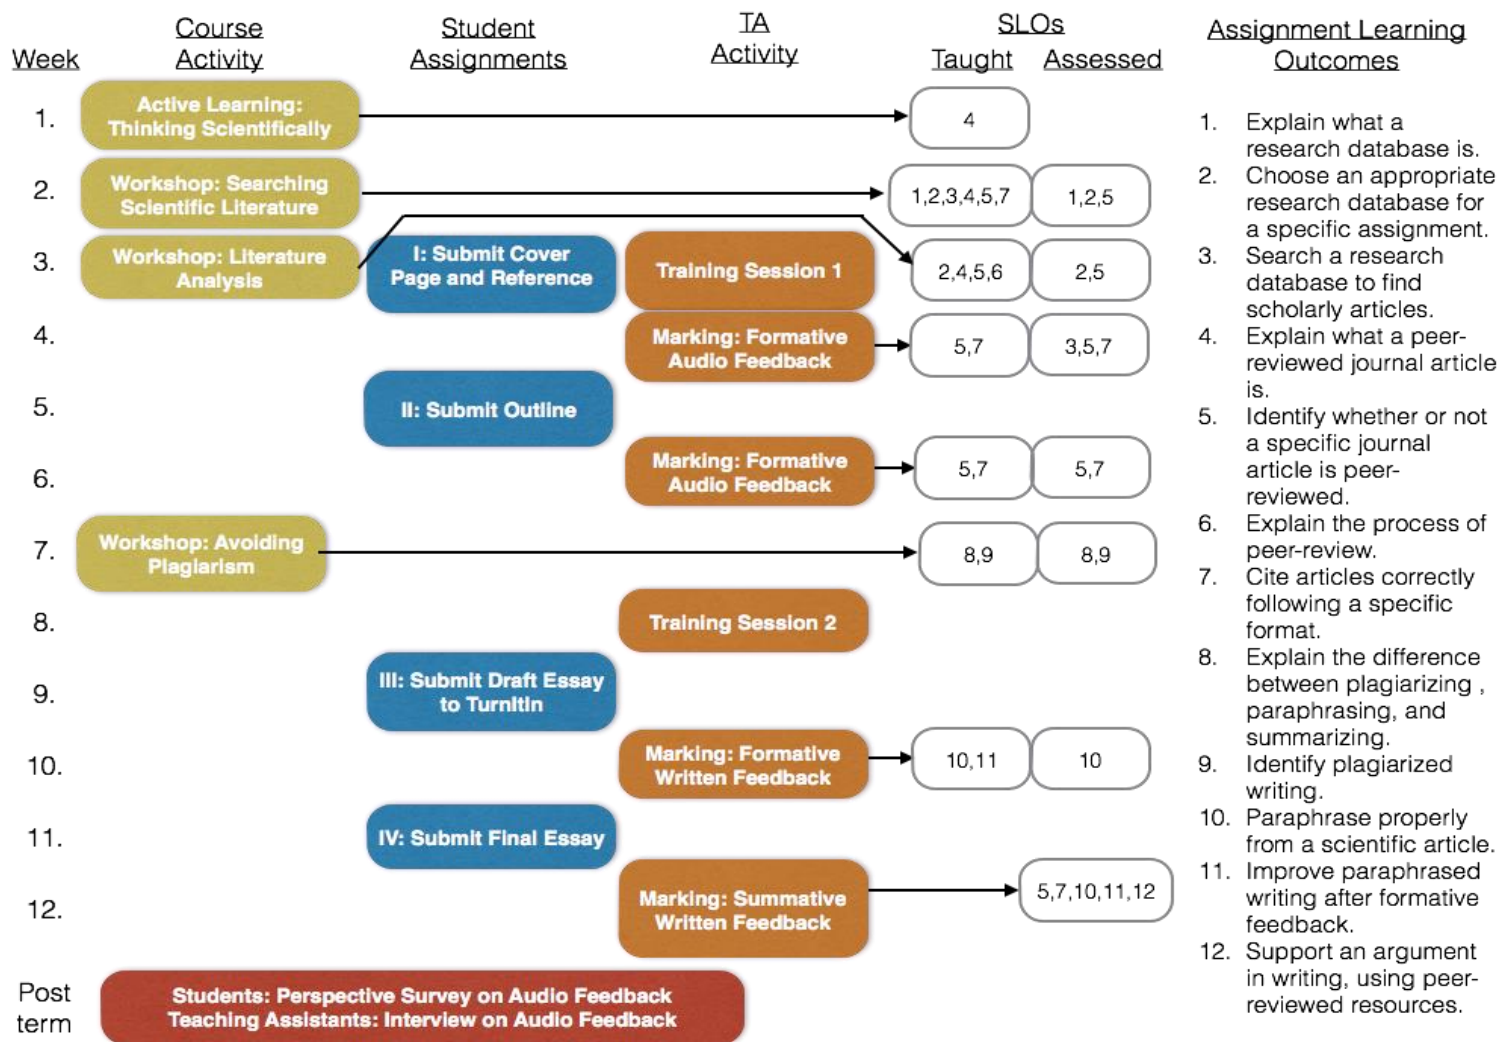 Week
Course
Activity
Student
Assignments
TA
Activity
SLOs
Taught Assessed
Assignment Learning
Outcomes
1.
Active Learning:
Thinking Scientifically
4
2.
Workshop: Searching
Scientific Literature
1,2,3,4,5,7
1,2,5
3.
Workshop: Literature
Analysis
I: Submit Cover
Page and Reference
Training Session 1
2,4,5,6
2,5
4.
Marking: Formative
Audio Feedback
5,7
3,5,7
5.
II: Submit Outline
6.
Marking: Formative
Audio Feedback
5,7
5,7
7.
Workshop: Avoiding
Plagiarism
8,9
8,9
8.
Training Session 2
9.
III: Submit Draft Essay
to TurnItIn
10.
Marking: Formative
Written Feedback
10,11
10
11.
IV: Submit Final Essay
12.
Marking: Summative
Written Feedback
5,7,10,11,12
Post
term
Students: Perspective Survey on Audio Feedback
Teaching Assistants: Interview on Audio Feedback
1. Explain what a
research database is.
2. Choose an appropriate
research database for
a specific assignment.
3. Search a research
database to find
scholarly articles.
4. Explain what a peer-
reviewed journal article
is.
5. Identify whether or not
a specific journal
article is peer-
reviewed.
6. Explain the process of
peer-review.
7. Cite articles correctly
following a specific
format.
8. Explain the difference
between plagiarizing ,
paraphrasing, and
summarizing.
9. Identify plagiarized
writing.
10. Paraphrase properly
from a scientific article.
11. Improve paraphrased
writing after formative
feedback.
12. Support an argument
in writing, using peer-
reviewed resources.